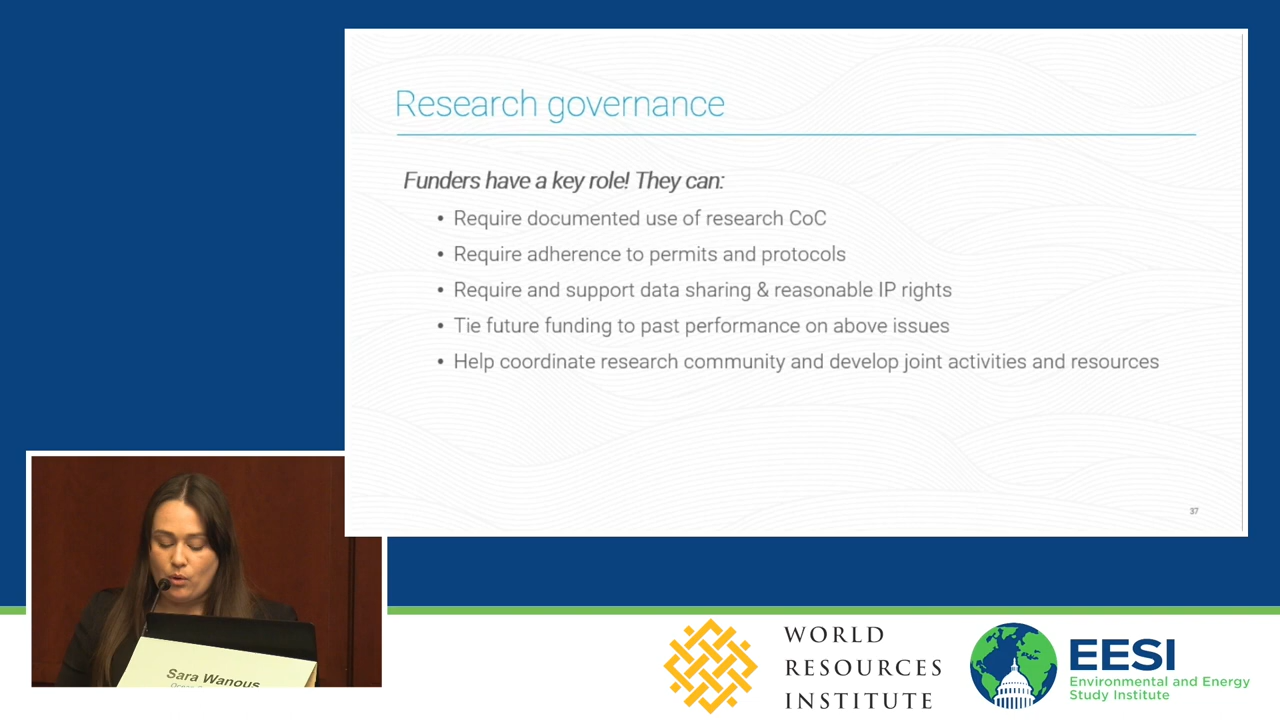 Research governance
Funders have a key role! They can:
• Require documented use of research CoC
• Require adherence to permits and protocols
• Require and support data sharing & reasonable IP rights
• Tie future funding to past performance on above issues
• Help coordinate research community and develop joint activities and resources
37
Sara Wanous
WORLD
RESOURCES
INSTITUTE
EESI
Environmental and Energy
Study Institute